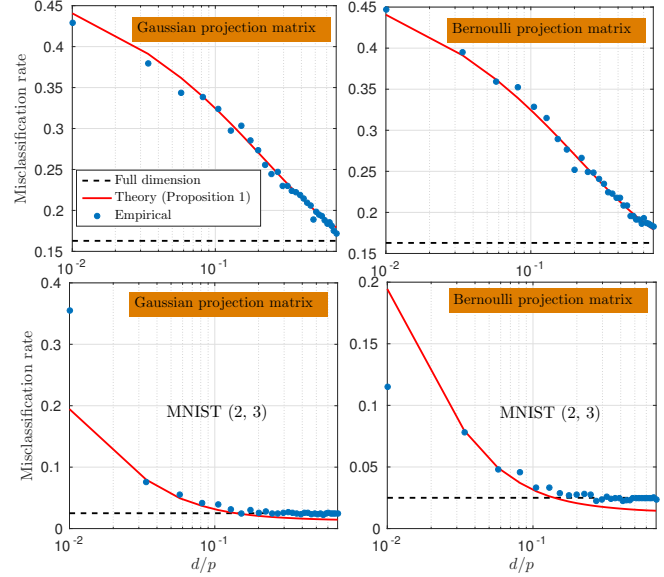 Gaussian projection matrix
Bernoulli projection matrix
Misclassification rate
0.45
0.4
0.35
0.3
0.25
0.2
0.15
Full dimension
Theory (Proposition 1)
Empirical
10^-2
10^-1
0.45
0.4
0.35
0.3
0.25
0.2
0.15
10^-2
10^-1
Gaussian projection matrix
MNIST (2, 3)
Misclassification rate
0.4
0.3
0.2
0.1
0
10^-2
10^-1
d/p
Bernoulli projection matrix
MNIST (2, 3)
0.2
0.15
0.1
0.05
0
10^-2
10^-1
d/p